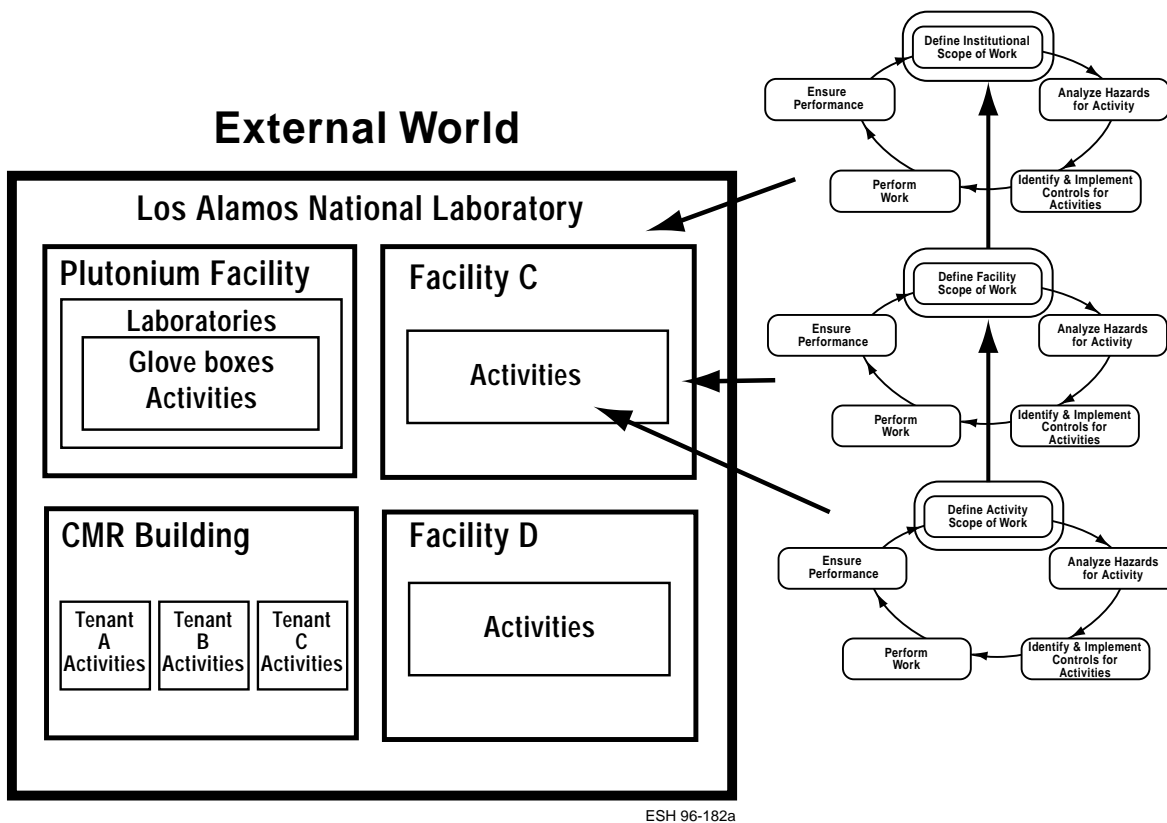 External World
Los Alamos National Laboratory
Plutonium Facility
Laboratories
Glove boxes
Activities
Facility C
Activities
CMR Building
Tenant
A
Activities
Tenant
B
Activities
Tenant
C
Activities
Facility D
Activities
ESH 96-182a
Define Institutional
Scope of Work
Analyze Hazards
for Activity
Identify & Implement
Controls for
Activities
Perform
Work
Ensure
Performance
Define Facility
Scope of Work
Analyze Hazards
for Activity
Identify & Implement
Controls for
Activities
Perform
Work
Ensure
Performance
Define Activity
Scope of Work
Analyze Hazards
for Activity
Identify & Implement
Controls for
Activities
Perform
Work
Ensure
Performance